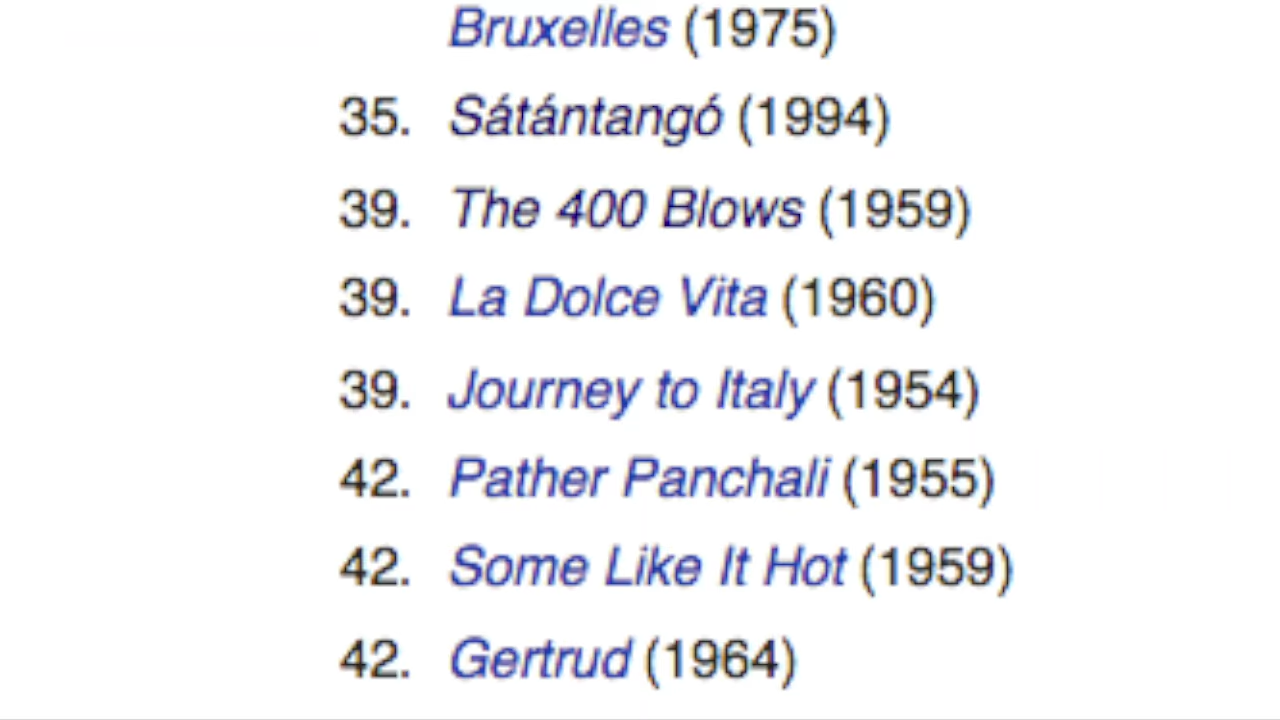 Bruxelles (1975)
35. Sátántangó (1994)
39. The 400 Blows (1959)
39. La Dolce Vita (1960)
39. Journey to Italy (1954)
42. Pather Panchali (1955)
42. Some Like It Hot (1959)
42. Gertrud (1964)